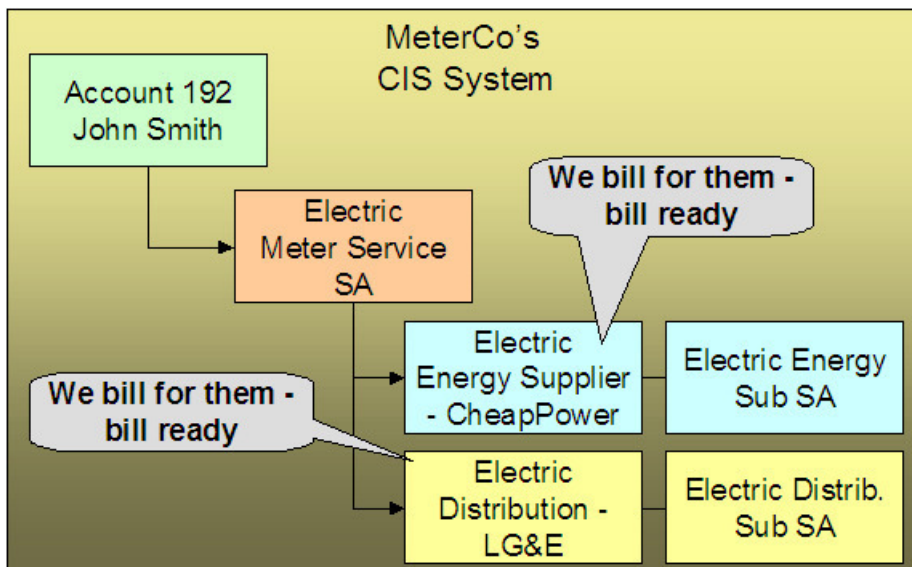 MeterCo's
CIS System
Account 192
John Smith
We bill for them -
bill ready
Electric
Meter Service
SA
Electric
Energy Supplier
- CheapPower
Electric Energy
Sub SA
We bill for them -
bill ready
Electric
Distribution -
LG&E
Electric Distrib.
Sub SA